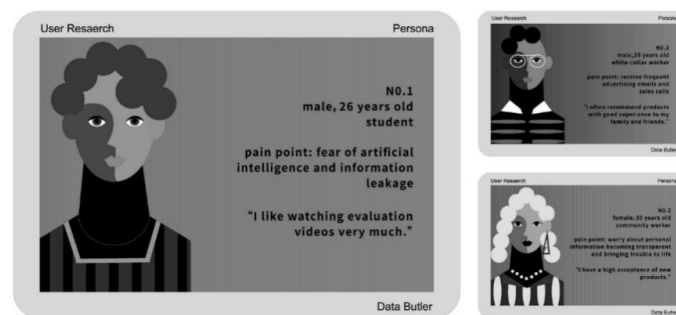 User Resaerch
Persona
N0.1
male, 26 years old
student
pain point: fear of artificial
intelligence and information
leakage
"I like watching evaluation
videos very much."
Data Butler
User Resaerch
Persona
N0.3
male,38 years old
white-collar worker
pain point: receive frequent
advertising emails and
sales calls
"I often recommend products
with good experience to my
family and friends."
Data Butler
User Resaerch
Persona
N0.2
female, 30 years old
community worker
pain point: worry about personal
information becoming transparent
and bringing trouble to life
"I have a high acceptance of new
products."
Data Butler